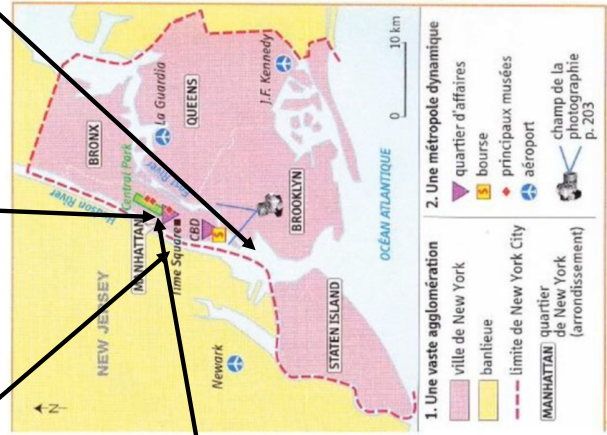 N
NEW JERSEY
Hudson River
BRONX
Central Park
MANHATTAN
East River
La Guardia
Time Square
QUEENS
CBD
$
Newark
BROOKLYN
J.F. Kennedy
STATEN ISLAND
OCÉAN ATLANTIQUE
0 10 km
1. Une vaste agglomération
ville de New York
banlieue
limite de New York City
MANHATTAN quartier
de New York
(arrondissement)
2. Une métropole dynamique
quartier d'affaires
$ bourse
principaux musées
aéroport
champ de la
photographie
p. 203